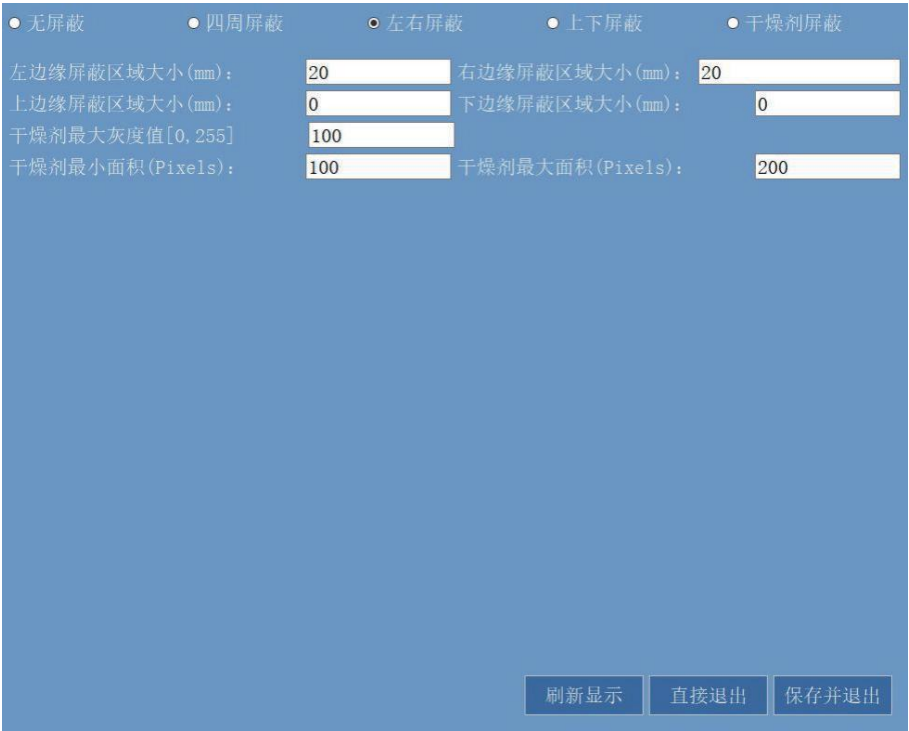 无屏蔽 四周屏蔽 左右屏蔽 上下屏蔽 干燥剂屏蔽
左边缘屏蔽区域大小(mm): 20 右边缘屏蔽区域大小(mm): 20
上边缘屏蔽区域大小(mm): 0 下边缘屏蔽区域大小(mm): 0
干燥剂最大灰度值[0,255] 100
干燥剂最小面积(Pixels): 100 干燥剂最大面积(Pixels): 200
刷新显示 直接退出 保存并退出